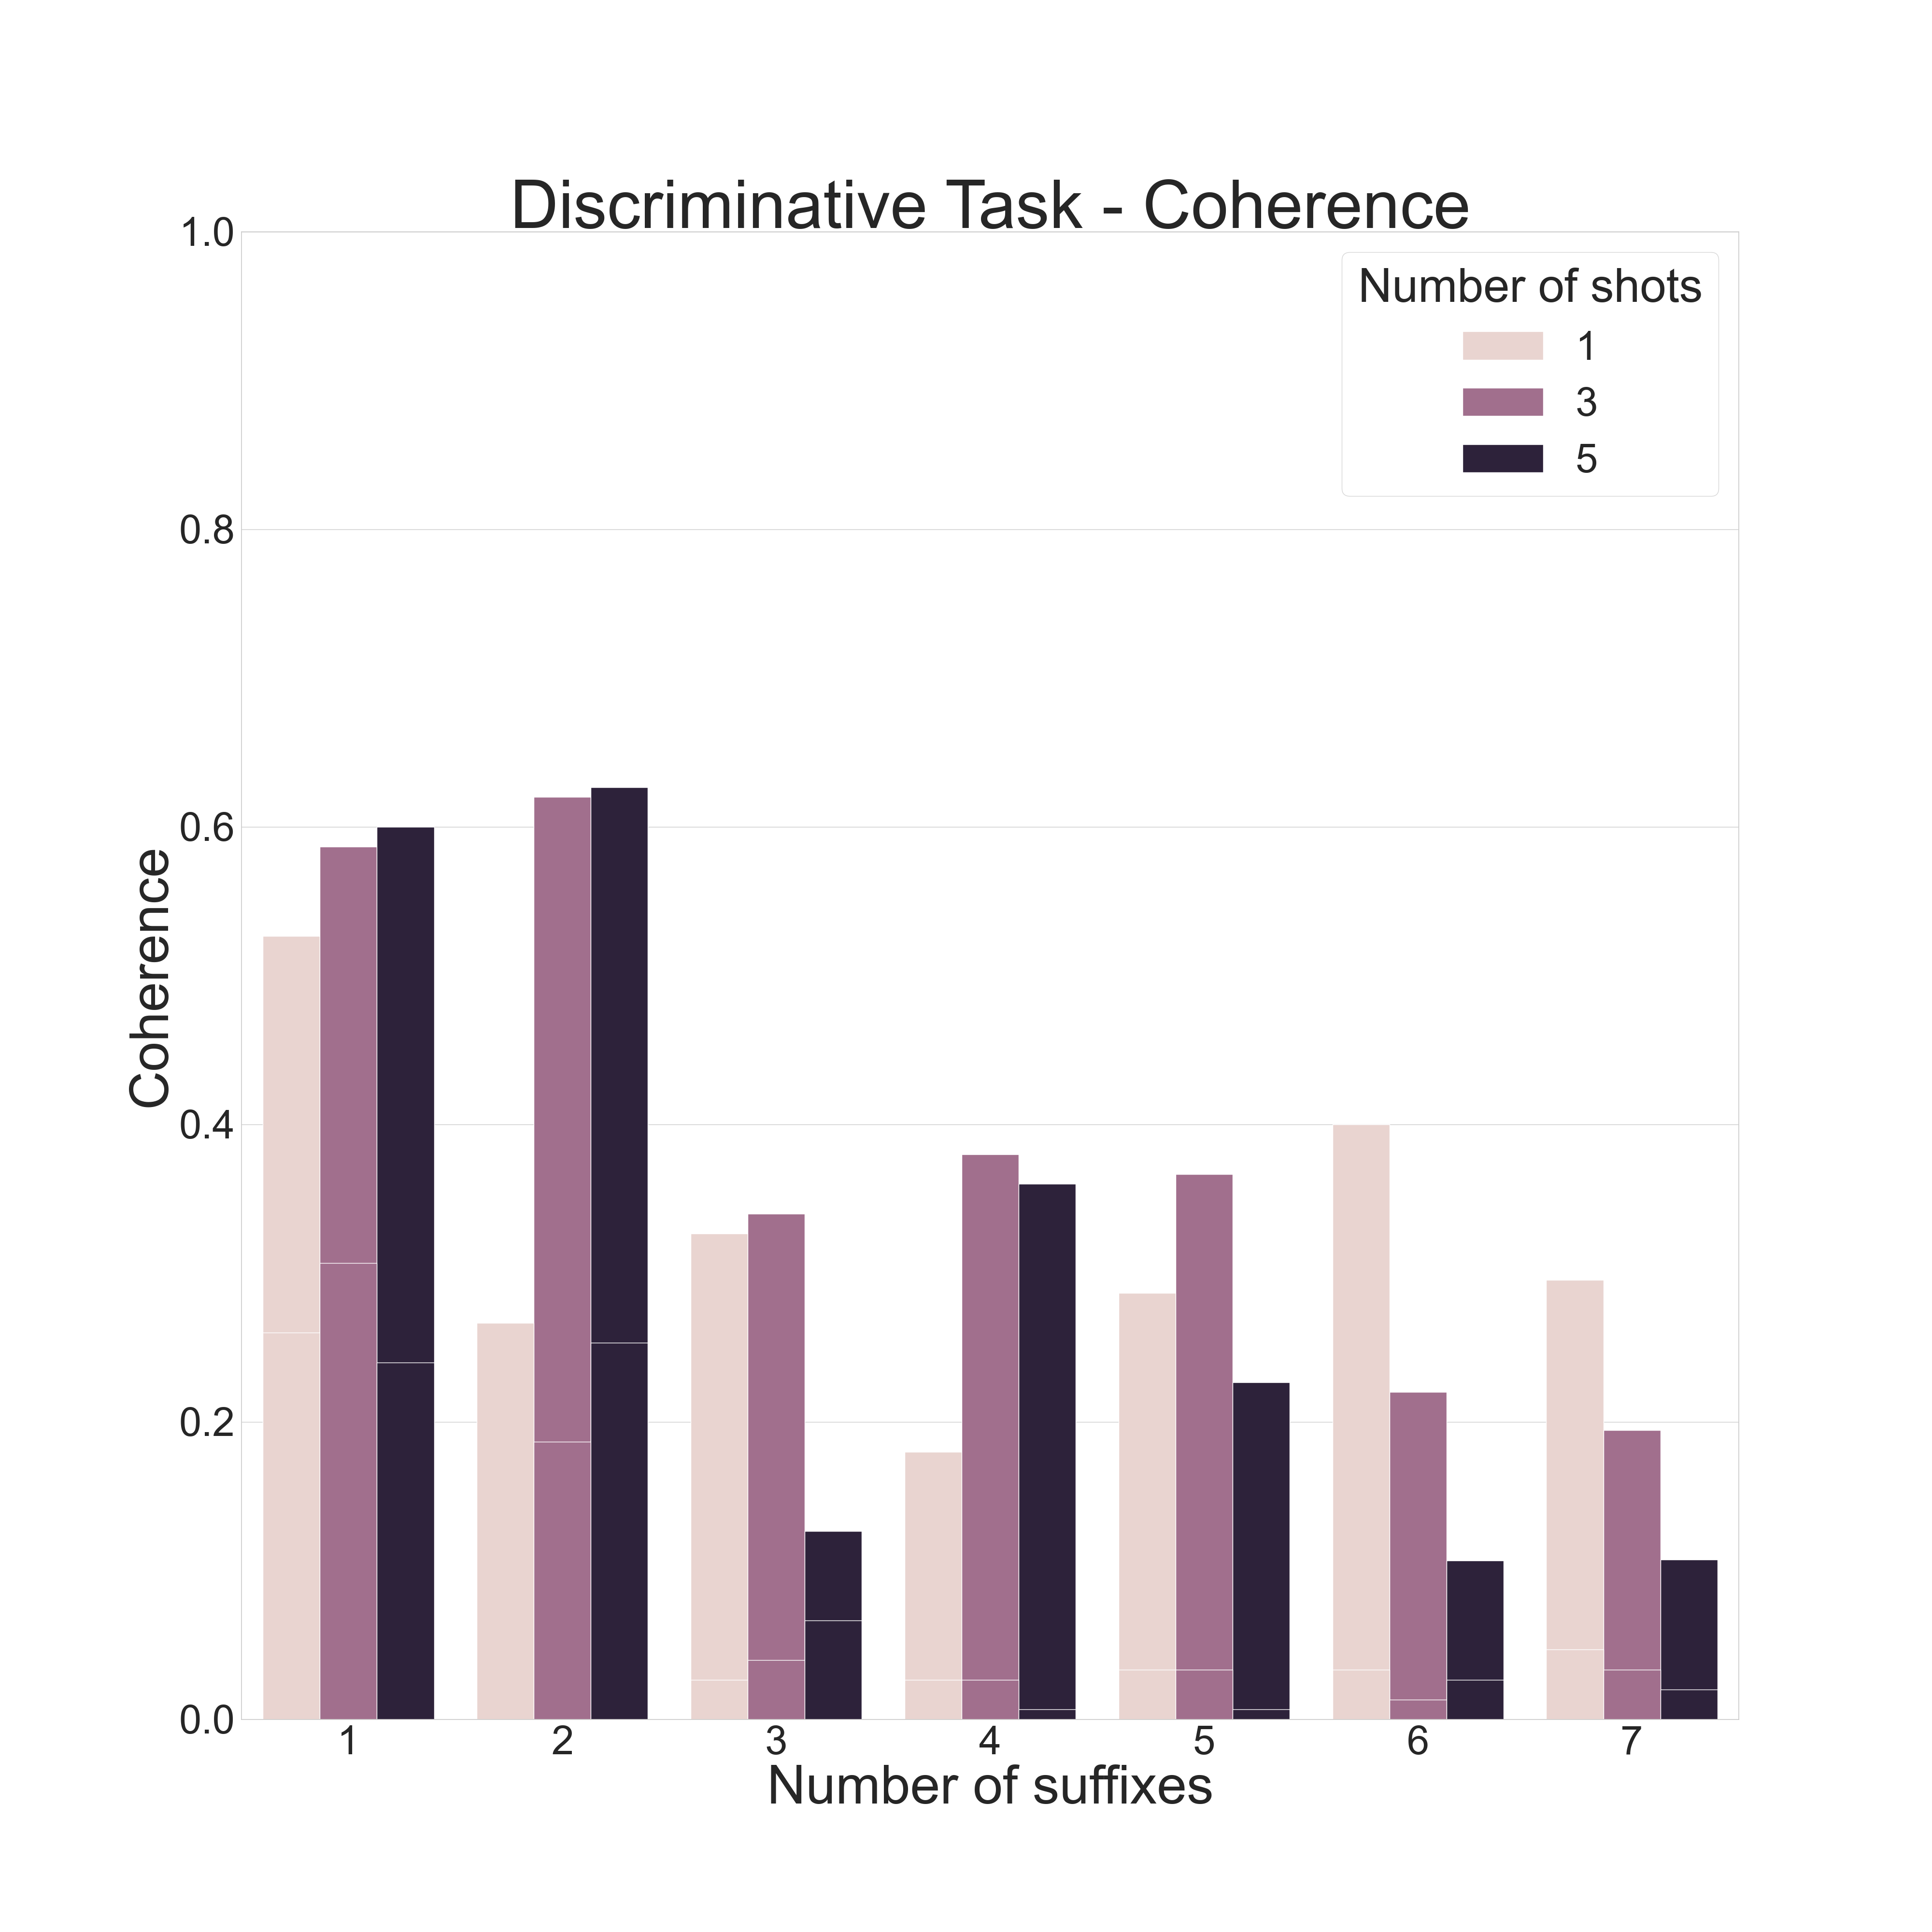 Discriminative Task - Coherence
1.0
0.8
0.6
0.4
0.2
0.0
Coherence
Number of shots
1
3
5
1 2 3 4 5 6 7
Number of suffixes